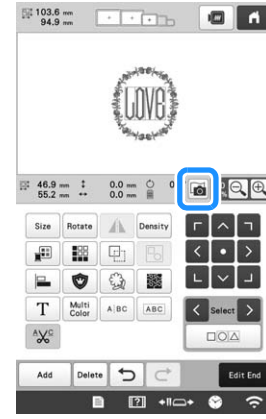 103.6 mm
94.9 mm
LOVE
46.9 mm 0.0 mm 0
55.2 mm 0.0 mm
Size Rotate Density
T Multi Color A|BC ABC Select
Add Delete Edit End